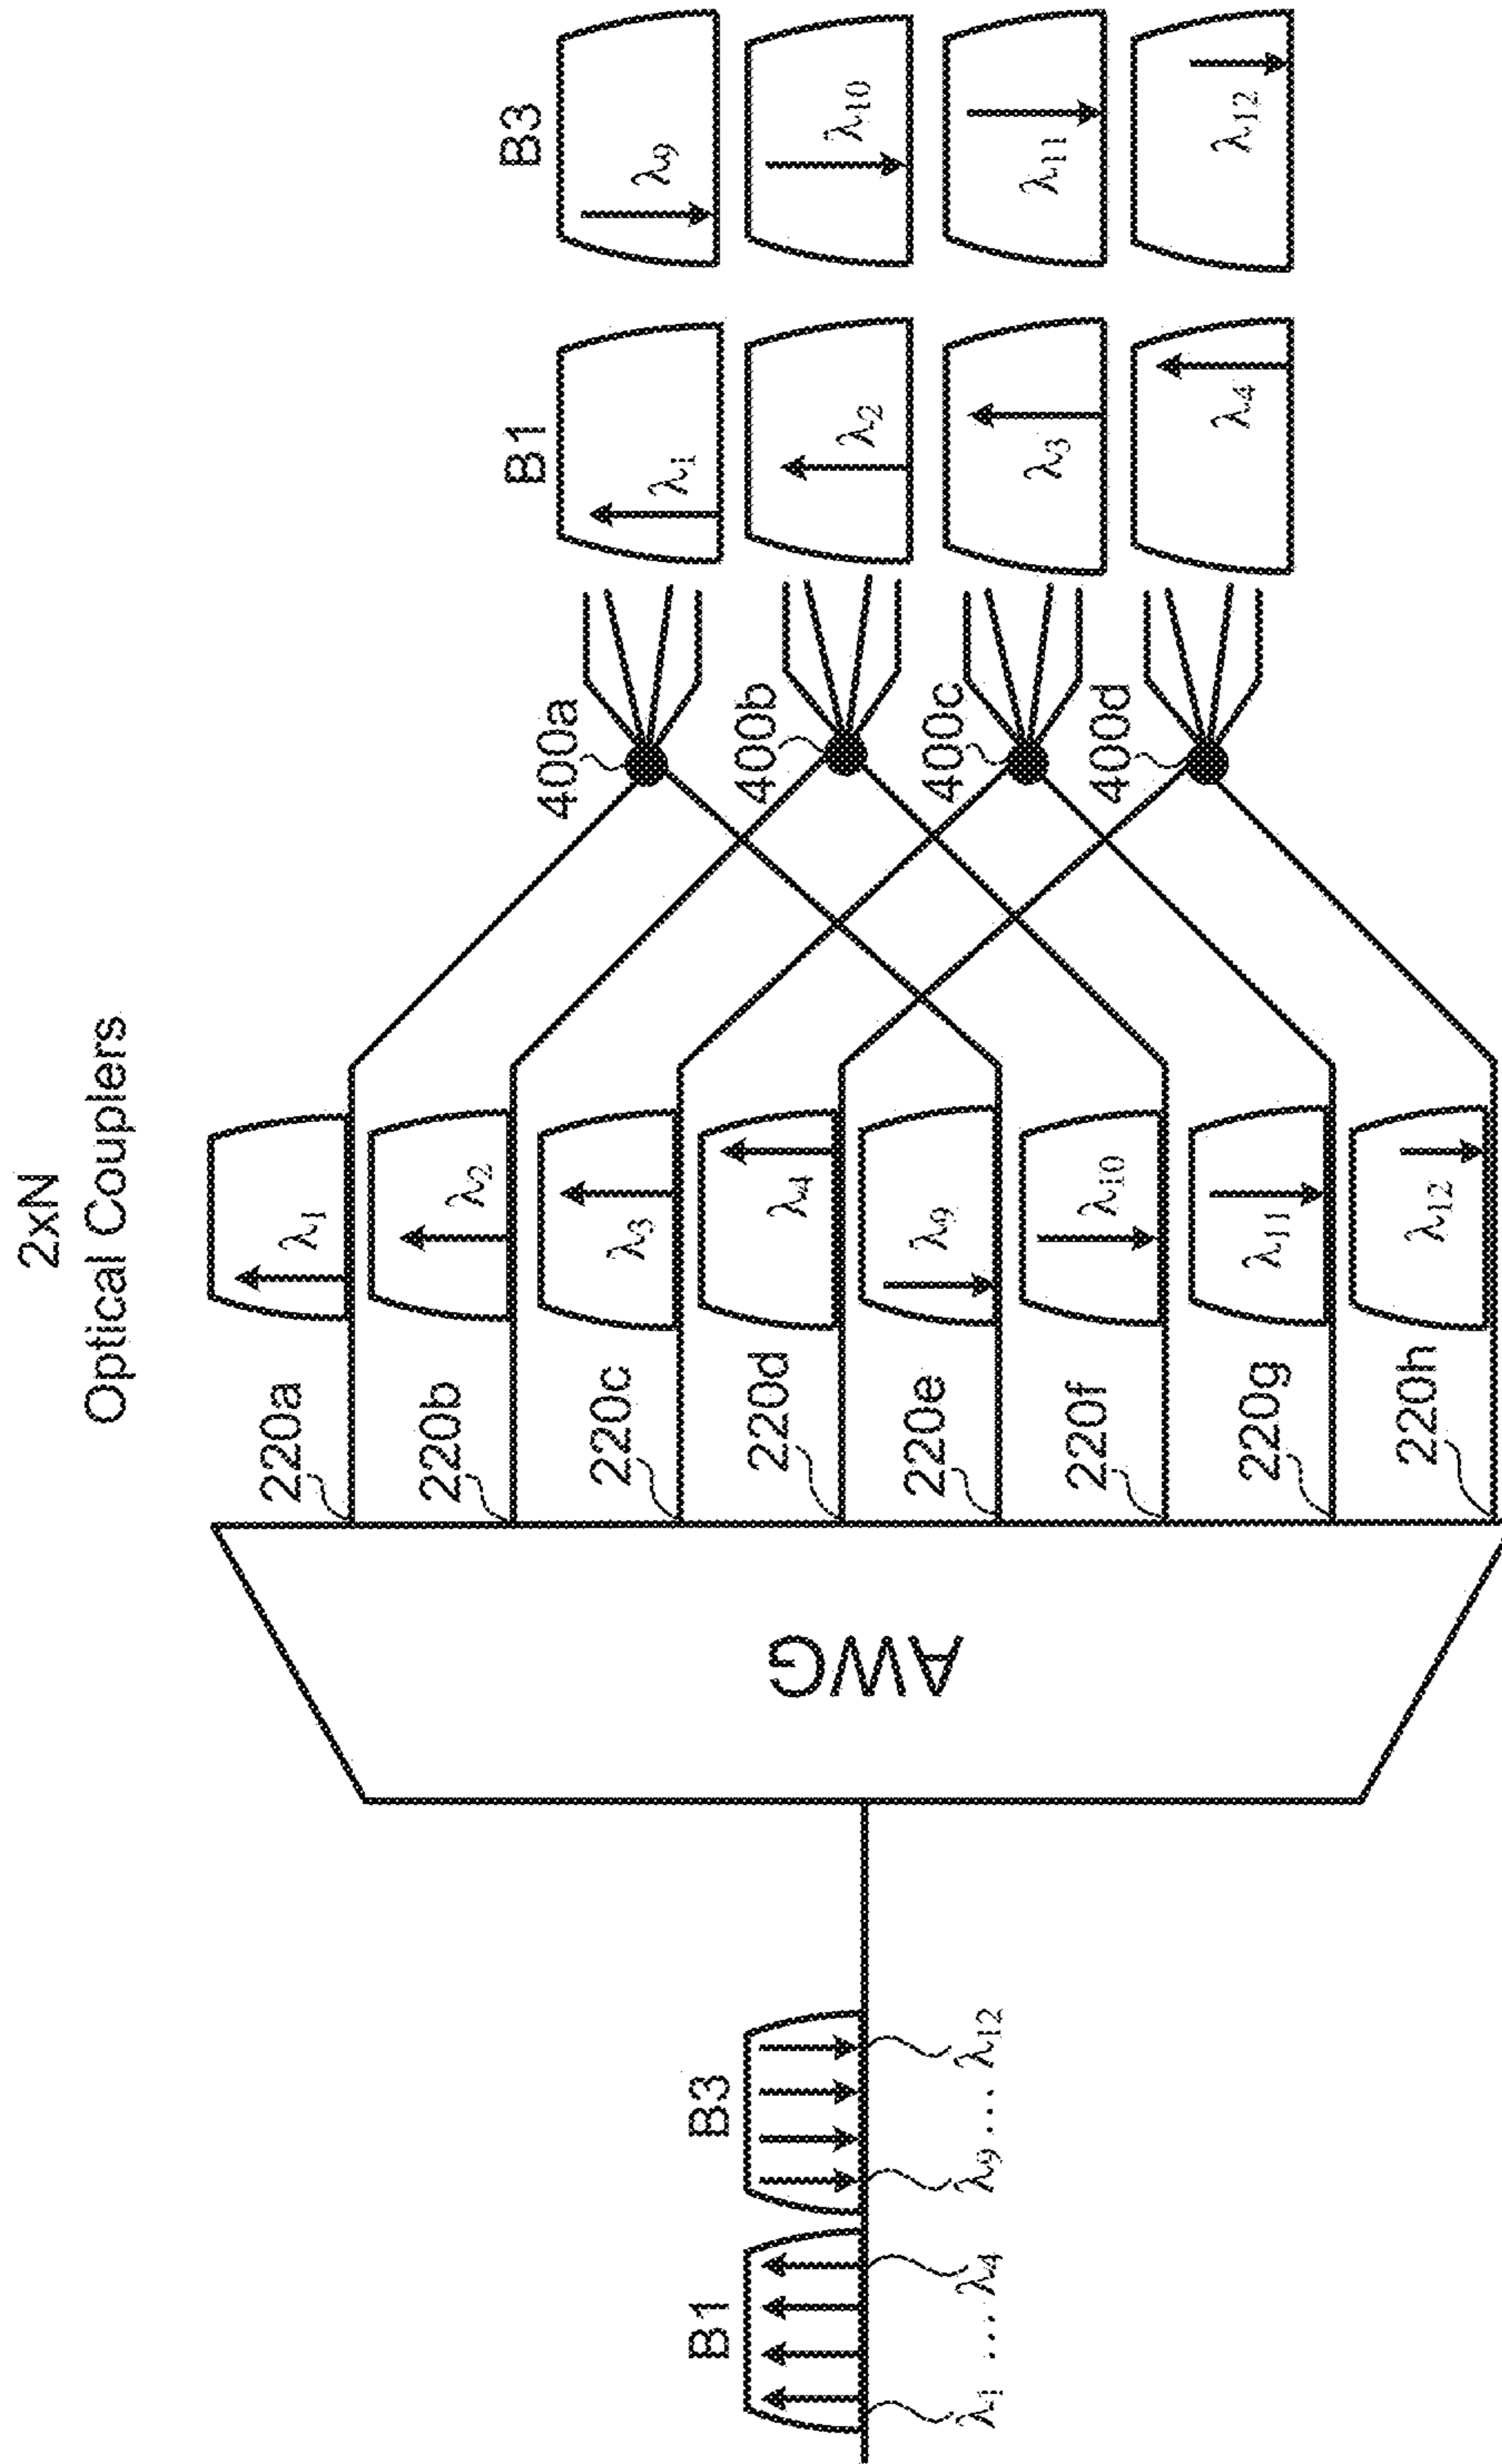 2xN
Optical Couplers
B1
B3
λ1 .... λ4
λ9 .... λ12
AWG
220a
220b
220c
220d
220e
220f
220g
220h
λ1
λ2
λ3
λ4
λ9
λ10
λ11
λ12
400a
400b
400c
400d
B1
λ1
λ2
λ3
λ4
B3
λ9
λ10
λ11
λ12